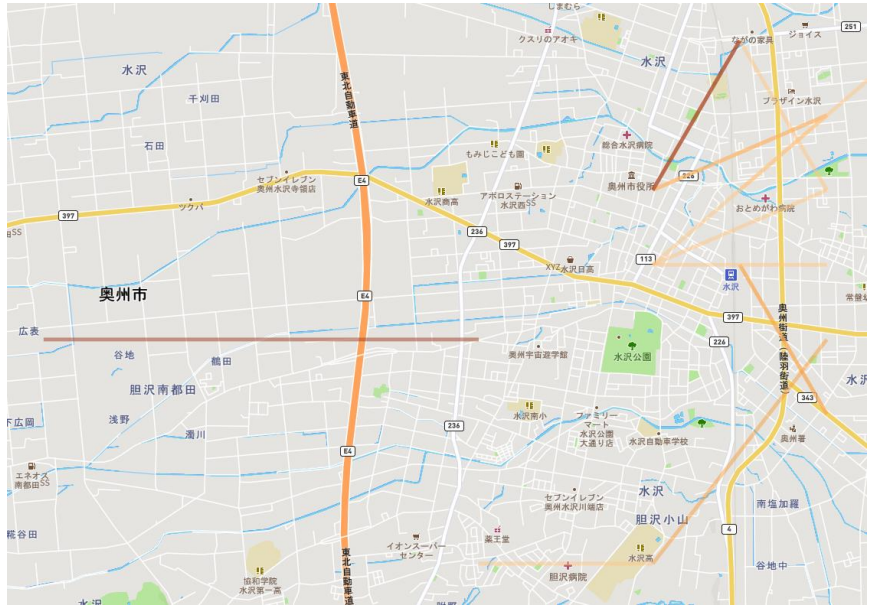 しまむら
クスリのアオキ
ながの家具
ジョイス
251
水沢
水沢
千刈田
東北自動車道
プラザイン水沢
石田
総合水沢病院
もみじこども園
セブンイレブン
奥州水沢寺領店
E4
226
奥州市役所
水沢商高
アポロステーション
水沢西SS
おとめがわ病院
ツクバ
397
SS
236
397
113
XYZ
水沢日高
水沢
奥州市
E4
常盤
奥州街道(陸羽街道)
397
広表
226
谷地
鶴田
奥州宇宙遊学館
水沢公園
胆沢南都田
水沢
343
下広岡
浅野
水沢南小
ファミリー
マート
水沢公園
大通り店
236
濁川
水沢自動車学校
奥州署
E4
エネオス
南都田SS
水沢
セブンイレブン
奥州水沢川端店
南塩加羅
胆沢小山
4
糀谷田
薬王堂
イオンスーパー
センター
水沢高
東北自動車道
谷地中
胆沢病院
協和学院
水沢第一高
水沢